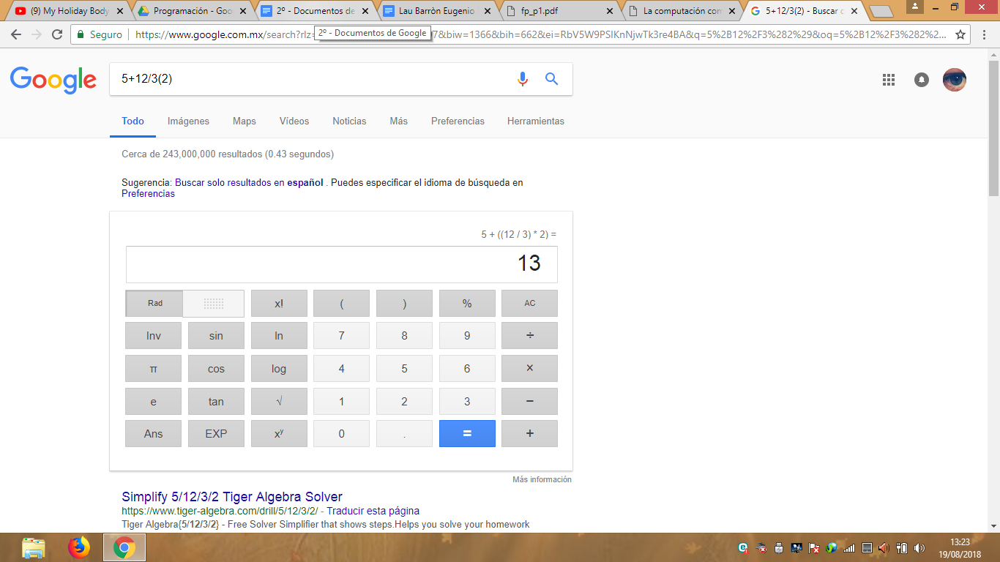 (9) My Holiday Body
Programación - Goo
2º - Documentos de
Lau Barròn Eugenio
fp_p1.pdf
La computación con
5+12/3(2) - Buscar c
Seguro
https://www.google.com.mx/search?rlz=
7&biw=1366&bih=662&ei=RbV5W9PSIKnNjwTk3re4BA&q=5%2B12%2F3%282%29&oq=5%2B12%2F3%282%...
2º - Documentos de Google
Google
5+12/3(2)
Todo Imágenes Maps Vídeos Noticias Más Preferencias Herramientas
Cerca de 243,000,000 resultados (0.43 segundos)
Sugerencia: Buscar solo resultados en español . Puedes especificar el idioma de búsqueda en
Preferencias
5 + ((12 / 3) * 2) =
13
Rad x! ( ) % AC
Inv sin ln 7 8 9 ÷
π cos log 4 5 6 ×
e tan √ 1 2 3 −
Ans EXP xʸ 0 . = +
Más información
Simplify 5/12/3/2 Tiger Algebra Solver
https://www.tiger-algebra.com/drill/5/12/3/2/ - Traducir esta página
Tiger Algebra{5/12/3/2} - Free Solver Simplifier that shows steps.Helps you solve your homework
13:23
19/08/2018